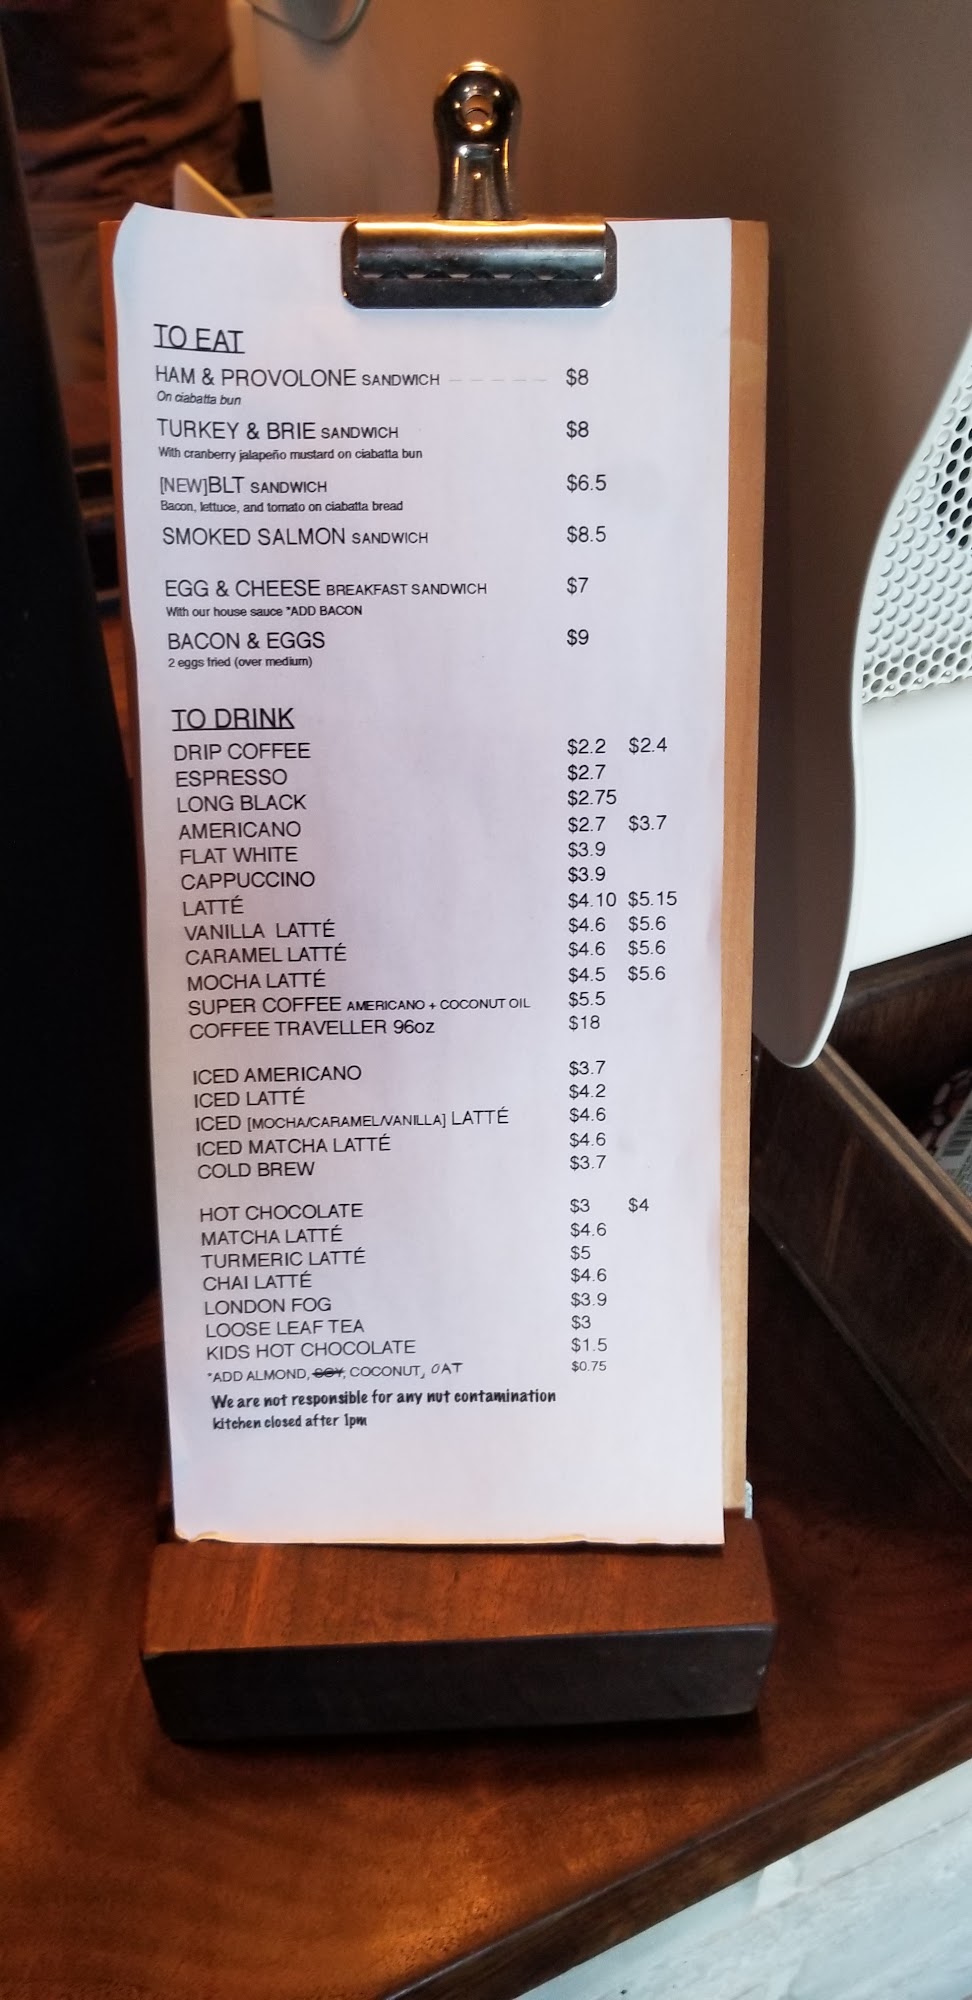 TO EAT
HAM & PROVOLONE SANDWICH - - - - - $8
On ciabatta bun
TURKEY & BRIE SANDWICH $8
With cranberry jalapeño mustard on ciabatta bun
[NEW]BLT SANDWICH $6.5
Bacon, lettuce, and tomato on ciabatta bread
SMOKED SALMON SANDWICH $8.5
EGG & CHEESE BREAKFAST SANDWICH $7
With our house sauce *ADD BACON
BACON & EGGS $9
2 eggs fried (over medium)
TO DRINK
DRIP COFFEE $2.2 $2.4
ESPRESSO $2.7
LONG BLACK $2.75
AMERICANO $2.7 $3.7
FLAT WHITE $3.9
CAPPUCCINO $3.9
LATTÉ $4.10 $5.15
VANILLA LATTÉ $4.6 $5.6
CARAMEL LATTÉ $4.6 $5.6
MOCHA LATTÉ $4.5 $5.6
SUPER COFFEE AMERICANO + COCONUT OIL $5.5
COFFEE TRAVELLER 96oz $18
ICED AMERICANO $3.7
ICED LATTÉ $4.2
ICED [MOCHA/CARAMEL/VANILLA] LATTÉ $4.6
ICED MATCHA LATTÉ $4.6
COLD BREW $3.7
HOT CHOCOLATE $3 $4
MATCHA LATTÉ $4.6
TURMERIC LATTÉ $5
CHAI LATTÉ $4.6
LONDON FOG $3.9
LOOSE LEAF TEA $3
KIDS HOT CHOCOLATE $1.5
*ADD ALMOND, SOY, COCONUT, OAT $0.75
We are not responsible for any nut contamination
kitchen closed after 1pm